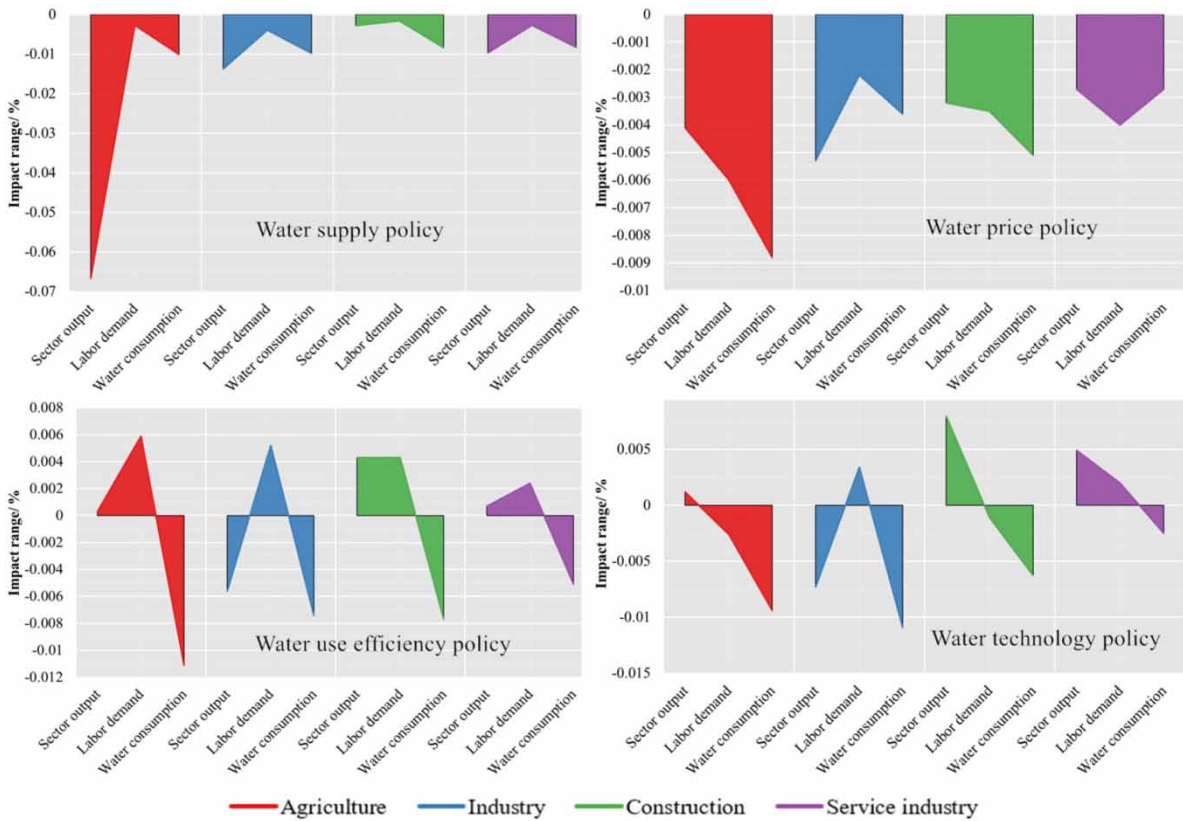 0
-0.01
-0.02
-0.03
-0.04
-0.05
-0.06
-0.07
Impact range/ %
Water supply policy
Sector output
Labor demand
Water consumption
Sector output
Labor demand
Water consumption
Sector output
Labor demand
Water consumption
Sector output
Labor demand
Water consumption
0
-0.001
-0.002
-0.003
-0.004
-0.005
-0.006
-0.007
-0.008
-0.009
-0.01
Impact range/ %
Water price policy
Sector output
Labor demand
Water consumption
Sector output
Labor demand
Water consumption
Sector output
Labor demand
Water consumption
Sector output
Labor demand
Water consumption
0.008
0.006
0.004
0.002
0
-0.002
-0.004
-0.006
-0.008
-0.01
-0.012
Impact range/ %
Water use efficiency policy
Sector output
Labor demand
Water consumption
Sector output
Labor demand
Water consumption
Sector output
Labor demand
Water consumption
Sector output
Labor demand
Water consumption
0.005
0
-0.005
-0.01
-0.015
Impact range/ %
Water technology policy
Sector output
Labor demand
Water consumption
Sector output
Labor demand
Water consumption
Sector output
Labor demand
Water consumption
Sector output
Labor demand
Water consumption
Agriculture Industry Construction Service industry